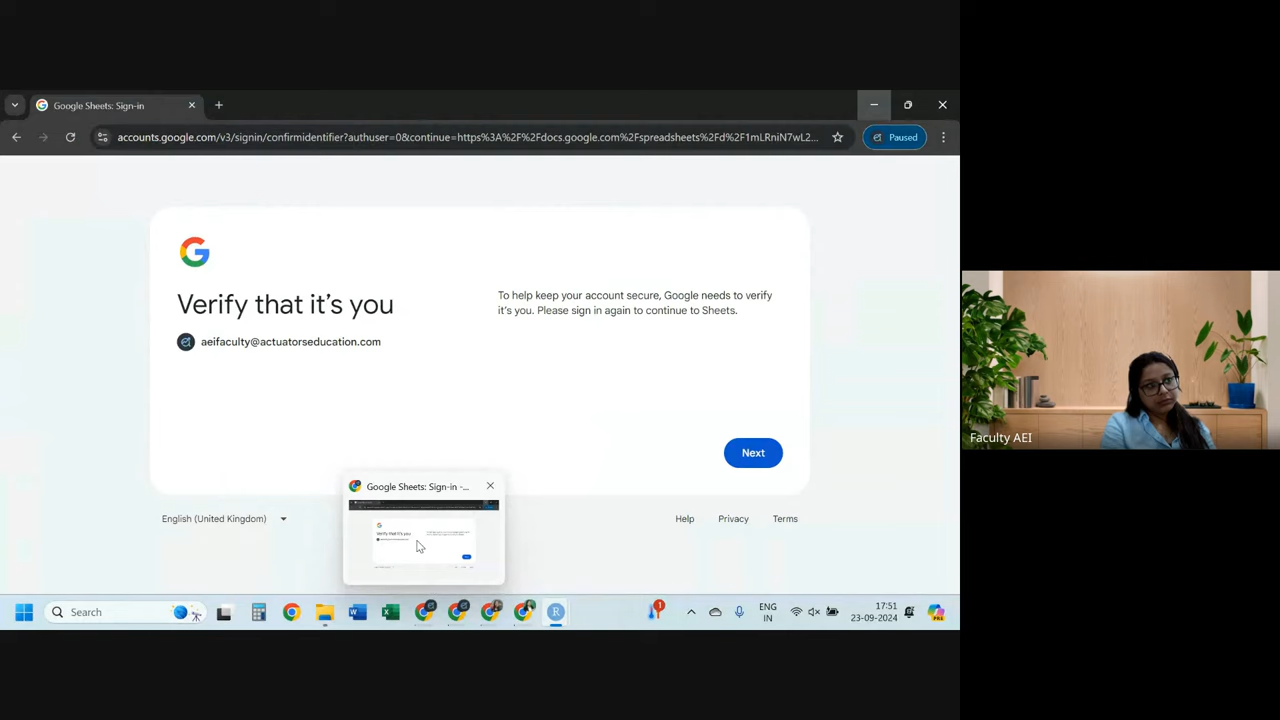 Google Sheets: Sign-in
accounts.google.com/v3/signin/confirmidentifier?authuser=0&continue=https%3A%2F%2Fdocs.google.com%2Fspreadsheets%2Fd%2F1mLRniN7wL2...
Paused
Verify that it's you
aeifaculty@actuatorseducation.com
To help keep your account secure, Google needs to verify
it's you. Please sign in again to continue to Sheets.
Next
Google Sheets: Sign-in -...
English (United Kingdom)
Help
Privacy
Terms
Search
1
ENG
IN
17:51
23-09-2024
Faculty AEI